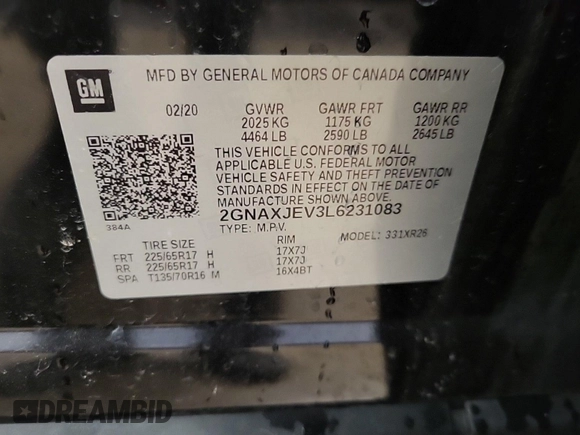 GM
MFD BY GENERAL MOTORS OF CANADA COMPANY
02/20 GVWR GAWR FRT GAWR RR
2025 KG 1175 KG 1200 KG
4464 LB 2590 LB 2645 LB
THIS VEHICLE CONFORMS TO ALL
APPLICABLE U.S. FEDERAL MOTOR
VEHICLE SAFETY AND THEFT PREVENTION
STANDARDS IN EFFECT ON THE DATE OF
MANUFACTURE SHOWN ABOVE.
384A 2GNAXJEV3L6231083
TYPE: M.P.V. MODEL: 331XR26
TIRE SIZE RIM
FRT 225/65R17 H 17X7J
RR 225/65R17 H 17X7J
SPA T135/70R16 M 16X4BT
DREAMBID